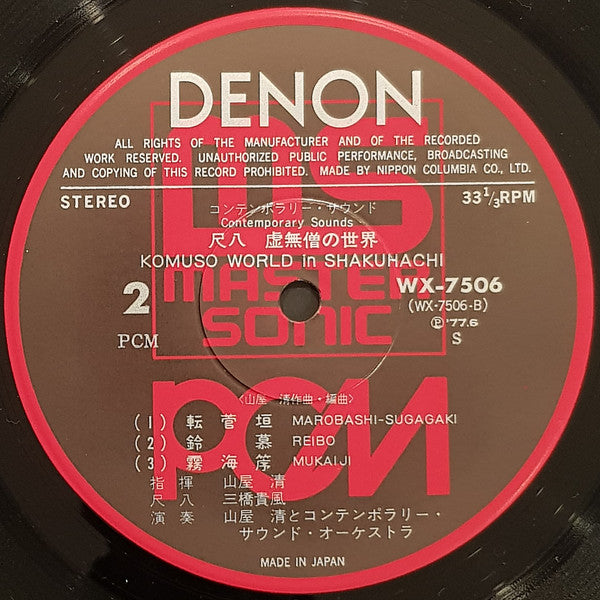 DENON
ALL RIGHTS OF THE MANUFACTURER AND OF THE RECORDED
WORK RESERVED. UNAUTHORIZED PUBLIC PERFORMANCE, BROADCASTING
AND COPYING OF THIS RECORD PROHIBITED. MADE BY NIPPON COLUMBIA CO., LTD.
STEREO 33 1/3 RPM
MS
コンテンポラリー・サウンド
Contemporary Sounds
尺八 虚無僧の世界
KOMUSO WORLD in SHAKUHACHI
MASTER
SONIC
2
PCM
WX-7506
(WX-7506-B)
Ⓟ '77.6
S
PCM
〈山屋 清作曲・編曲〉
(1) 転菅垣 MAROBASHI-SUGAGAKI
(2) 鈴慕 REIBO
(3) 霧海箎 MUKAIJI
指揮 山屋 清
尺八 三橋貴風
演奏 山屋 清とコンテンポラリー・
サウンド・オーケストラ
MADE IN JAPAN